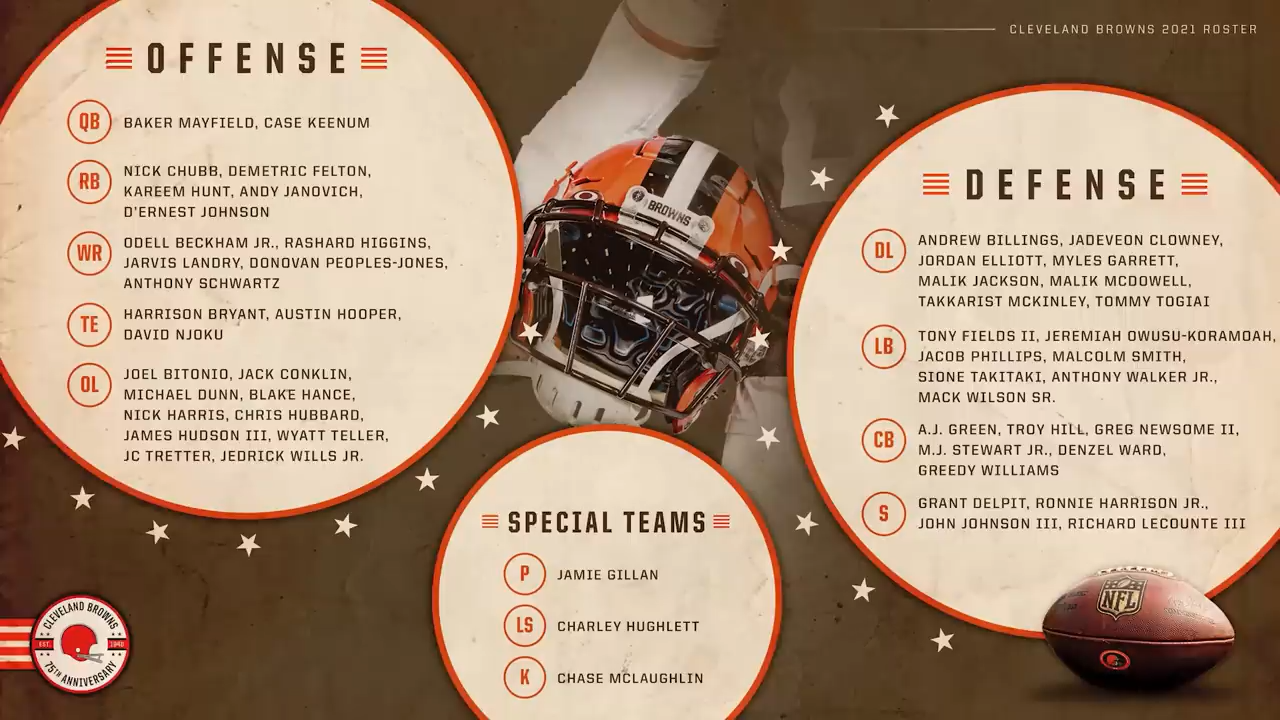 CLEVELAND BROWNS 2021 ROSTER
OFFENSE
QB
BAKER MAYFIELD, CASE KEENUM
RB
NICK CHUBB, DEMETRIC FELTON,
KAREEM HUNT, ANDY JANOVICH,
D'ERNEST JOHNSON
WR
ODELL BECKHAM JR., RASHARD HIGGINS,
JARVIS LANDRY, DONOVAN PEOPLES-JONES,
ANTHONY SCHWARTZ
TE
HARRISON BRYANT, AUSTIN HOOPER,
DAVID NJOKU
OL
JOEL BITONIO, JACK CONKLIN,
MICHAEL DUNN, BLAKE HANCE,
NICK HARRIS, CHRIS HUBBARD,
JAMES HUDSON III, WYATT TELLER,
JC TRETTER, JEDRICK WILLS JR.
BROWNS
DEFENSE
DL
ANDREW BILLINGS, JADEVEON CLOWNEY,
JORDAN ELLIOTT, MYLES GARRETT,
MALIK JACKSON, MALIK MCDOWELL,
TAKKARIST MCKINLEY, TOMMY TOGIAI
LB
TONY FIELDS II, JEREMIAH OWUSU-KORAMOAH,
JACOB PHILLIPS, MALCOLM SMITH,
SIONE TAKITAKI, ANTHONY WALKER JR.,
MACK WILSON SR.
CB
A.J. GREEN, TROY HILL, GREG NEWSOME II,
M.J. STEWART JR., DENZEL WARD,
GREEDY WILLIAMS
S
GRANT DELPIT, RONNIE HARRISON JR.,
JOHN JOHNSON III, RICHARD LECOUNTE III
SPECIAL TEAMS
P
JAMIE GILLAN
LS
CHARLEY HUGHLETT
K
CHASE MCLAUGHLIN
CLEVELAND BROWNS
EST. 1946
75TH ANNIVERSARY
NFL